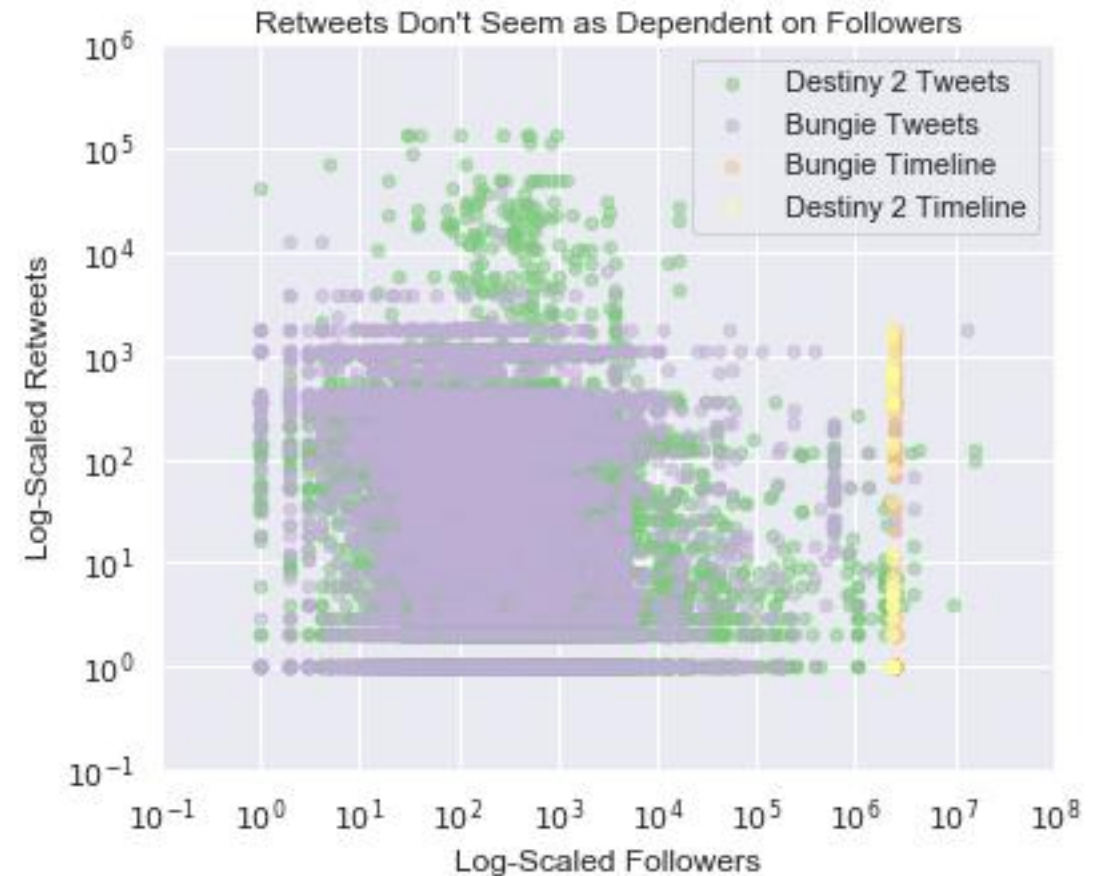 Retweets Don't Seem as Dependent on Followers
Destiny 2 Tweets
Bungie Tweets
Bungie Timeline
Destiny 2 Timeline
Log-Scaled Retweets
10⁶
10⁵
10⁴
10³
10²
10¹
10⁰
10⁻¹
10⁻¹ 10⁰ 10¹ 10² 10³ 10⁴ 10⁵ 10⁶ 10⁷ 10⁸
Log-Scaled Followers